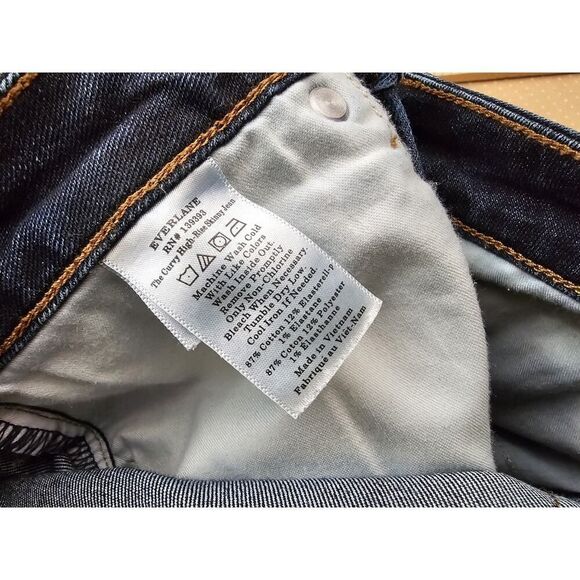 EVERLANE
RN# 139393
The Curvy High-Rise Skinny Jean
Machine Wash Cold
With Like Colors
Wash Inside Out.
Remove Promptly
Only Non-Chlorine
Bleach When Necessary.
Tumble Dry Low.
Cool Iron If Needed.
87% Cotton 12% Elasterell-p
1% Elastane
87% Coton 12% Polyester
1% Élasthanne
Made in Vietnam
Fabriqué au Viêt-Nam